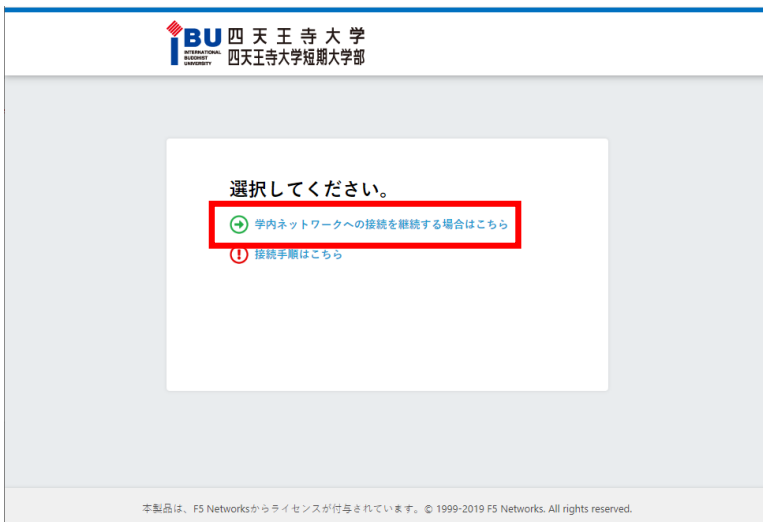 IBU 四天王寺大学
INTERNATIONAL
BUDDHIST
UNIVERSITY
四天王寺大学短期大学部
選択してください。
学内ネットワークへの接続を継続する場合はこちら
接続手順はこちら
本製品は、F5 Networksからライセンスが付与されています。© 1999-2019 F5 Networks. All rights reserved.